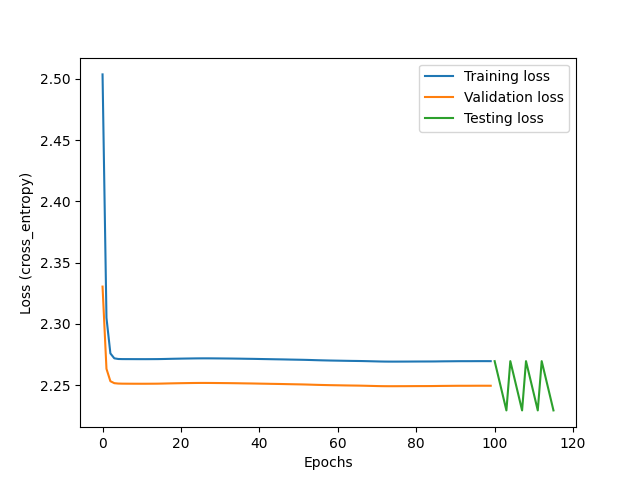 Training loss
Validation loss
Testing loss
2.50
2.45
2.40
2.35
2.30
2.25
Loss (cross_entropy)
0 20 40 60 80 100 120
Epochs